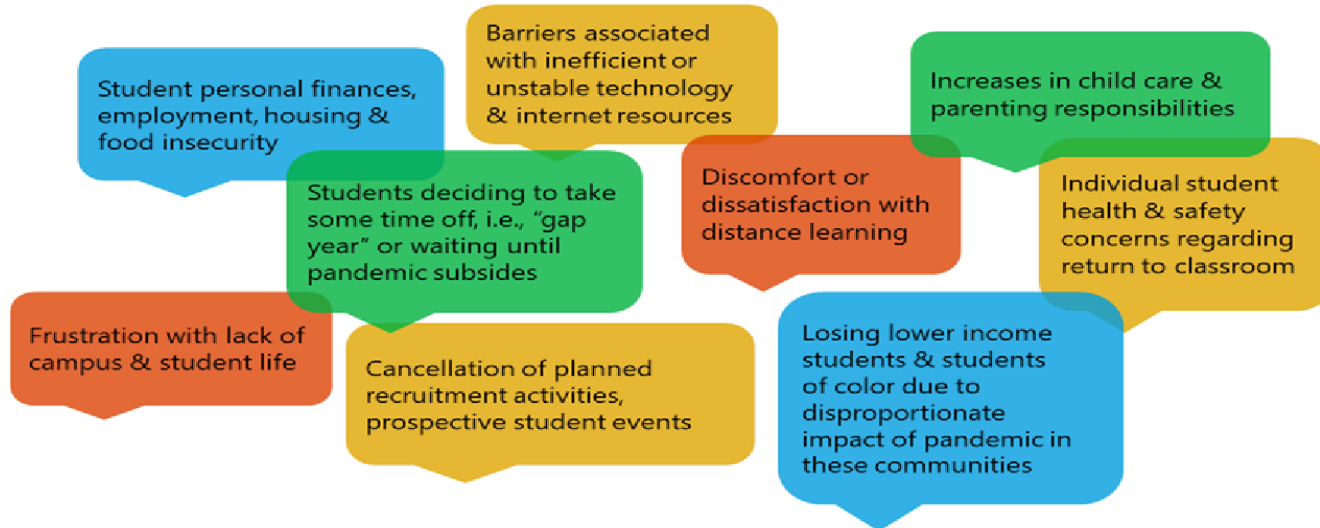 Student personal finances,
employment, housing &
food insecurity
Barriers associated
with inefficient or
unstable technology
& internet resources
Increases in child care &
parenting responsibilities
Students deciding to take
some time off, i.e., “gap
year” or waiting until
pandemic subsides
Discomfort or
dissatisfaction with
distance learning
Individual student
health & safety
concerns regarding
return to classroom
Frustration with lack of
campus & student life
Cancellation of planned
recruitment activities,
prospective student events
Losing lower income
students & students
of color due to
disproportionate
impact of pandemic in
these communities